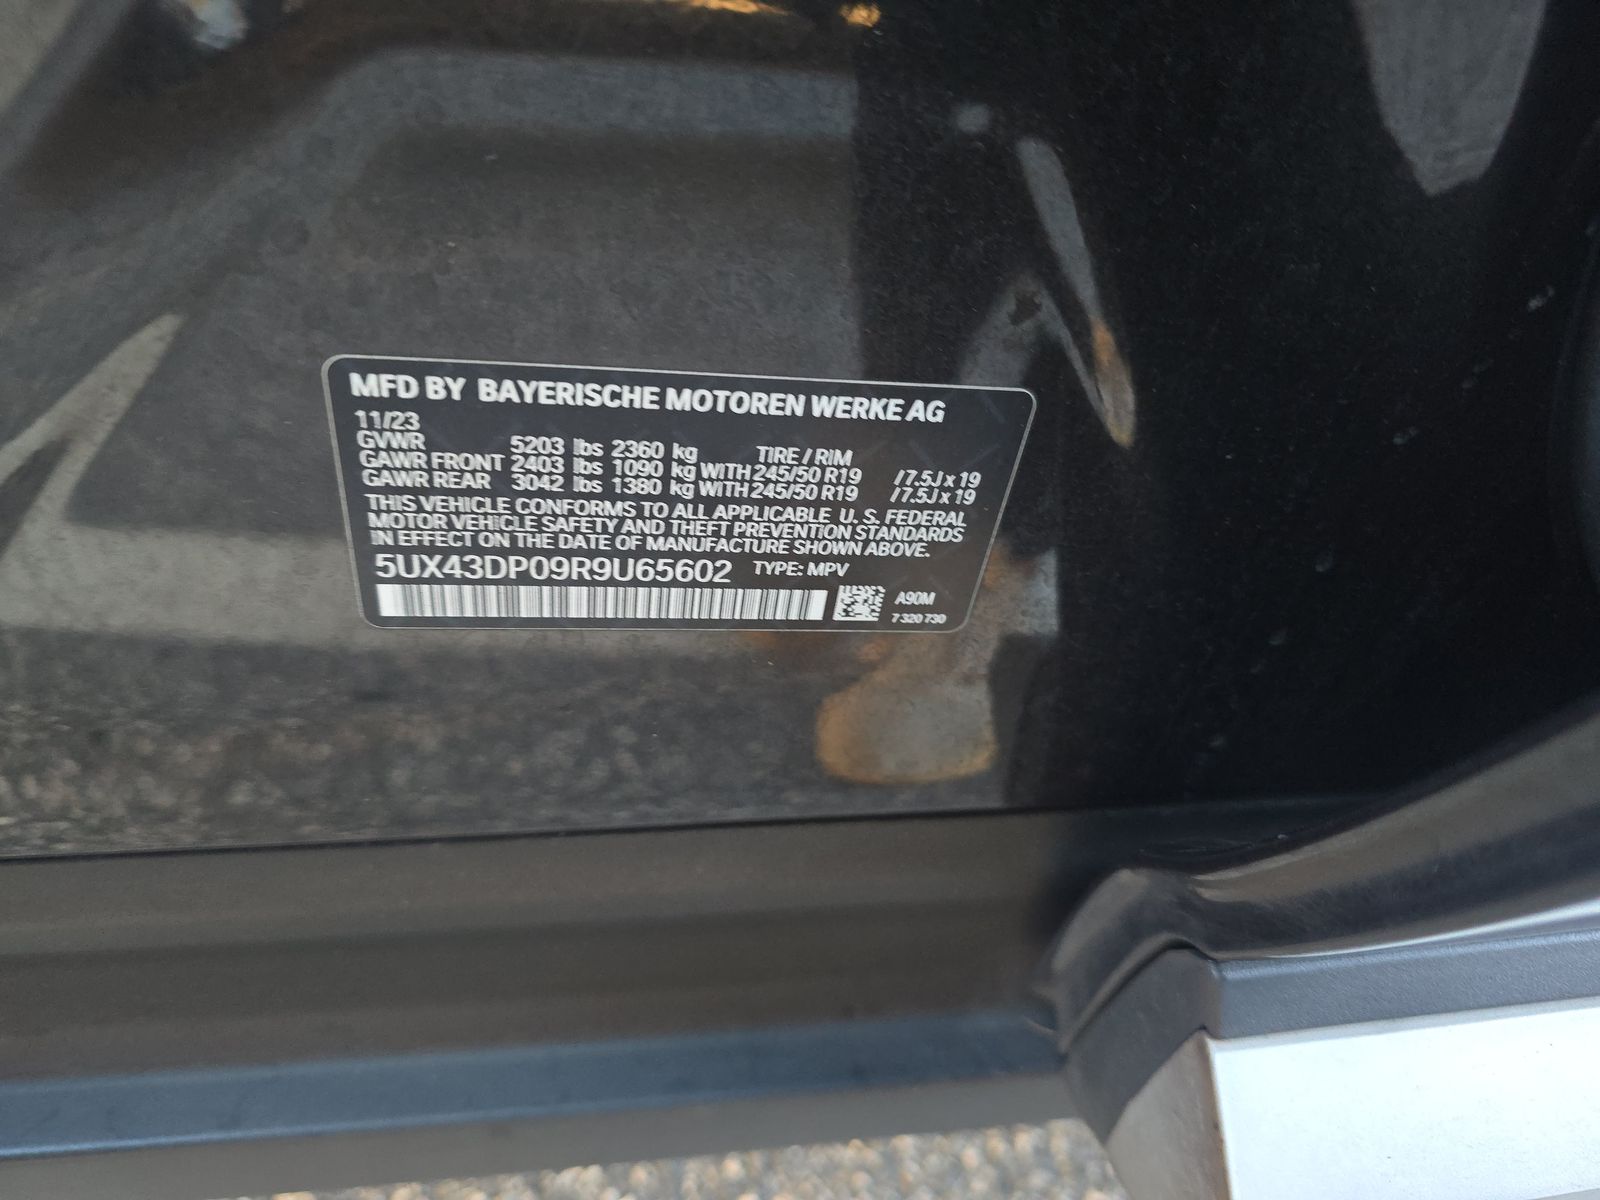 MFD BY BAYERISCHE MOTOREN WERKE AG
11/23
GVWR 5203 lbs 2360 kg TIRE / RIM
GAWR FRONT 2403 lbs 1090 kg WITH 245/50 R19 /7.5J x 19
GAWR REAR 3042 lbs 1380 kg WITH 245/50 R19 /7.5J x 19
THIS VEHICLE CONFORMS TO ALL APPLICABLE U. S. FEDERAL
MOTOR VEHICLE SAFETY AND THEFT PREVENTION STANDARDS
IN EFFECT ON THE DATE OF MANUFACTURE SHOWN ABOVE.
5UX43DP09R9U65602 TYPE: MPV
A90M
7 320 730